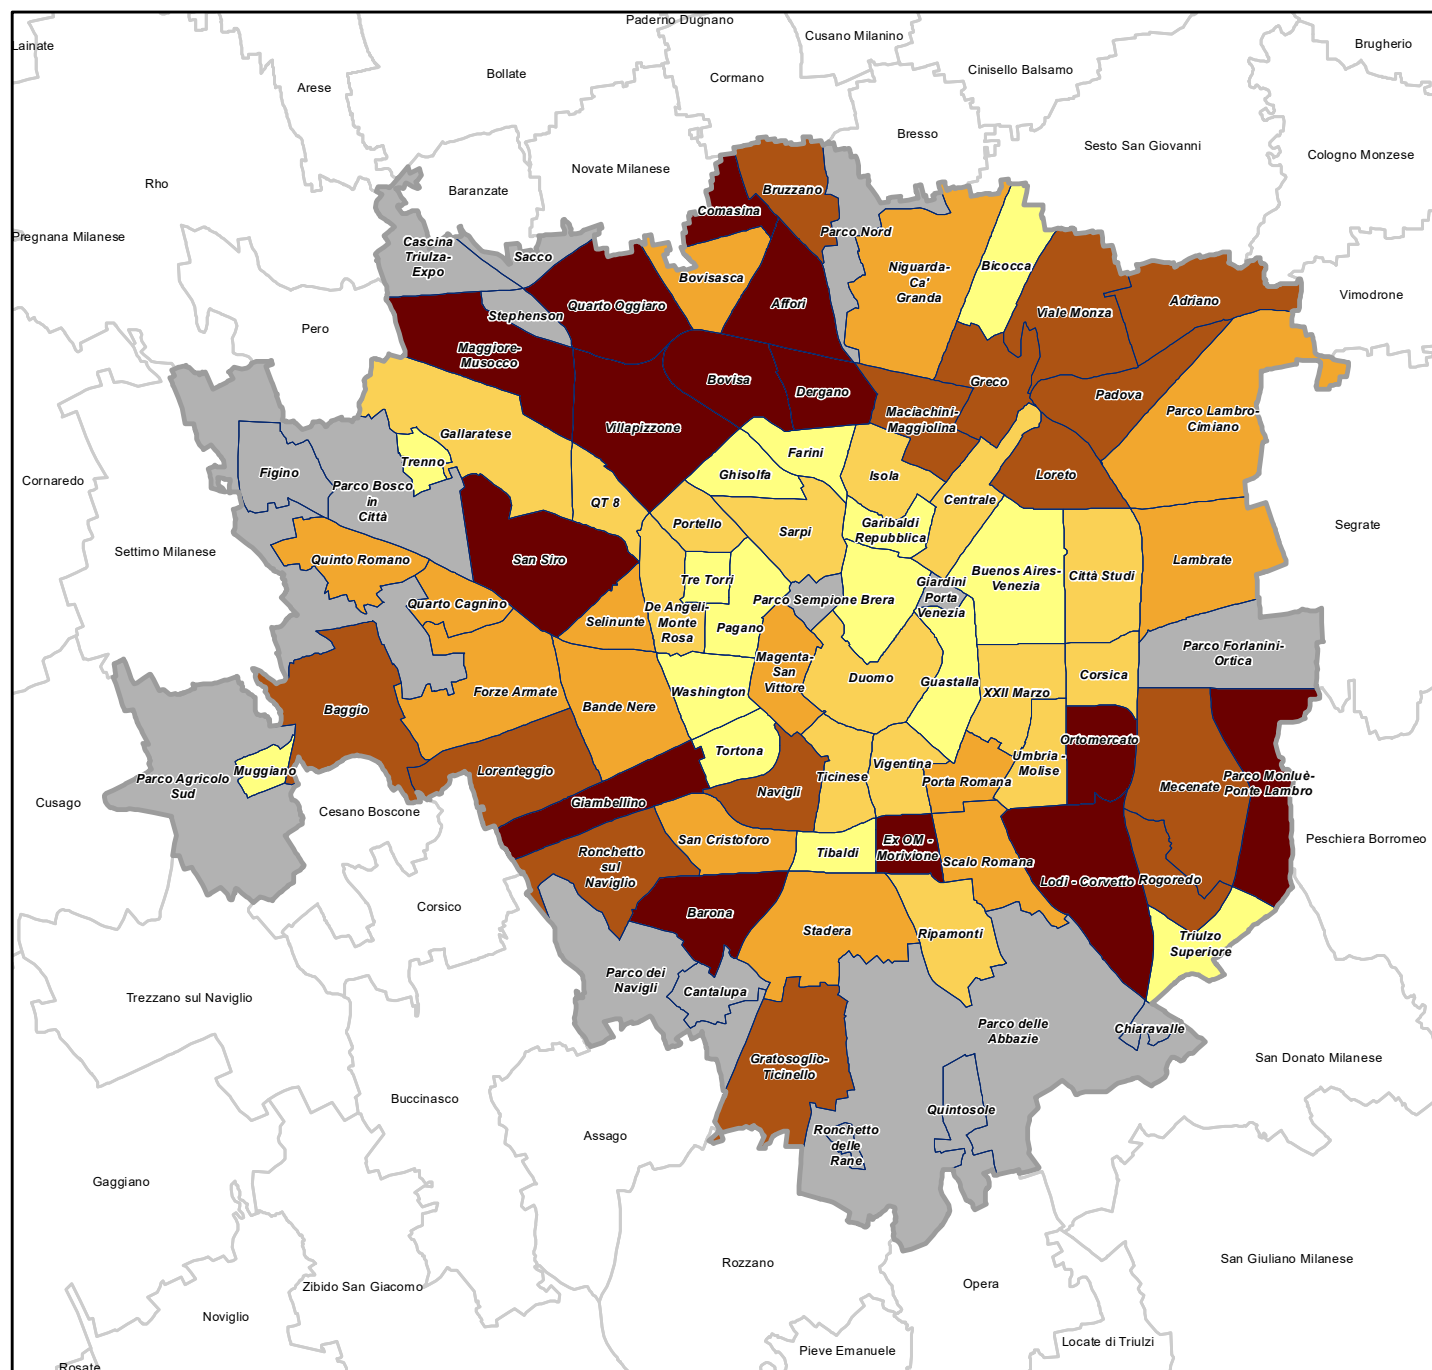 Paderno Dugnano
Cusano Milanino
Brugherio
Lainate
Bollate
Cormano
Cinisello Balsamo
Arese
Bresso
Sesto San Giovanni
Cologno Monzese
Novate Milanese
Rho
Baranzate
Bruzzano
Comasina
Parco Nord
Pregnana Milanese
Cascina
Triulza-
Expo
Sacco
Niguarda-
Ca'
Granda
Bicocca
Bovisasca
Vimodrone
Adriano
Quarto Oggiaro
Affori
Viale Monza
Stephenson
Pero
Maggiore-
Musocco
Bovisa
Dergano
Greco
Padova
Maciachini-
Maggiolina
Parco Lambro-
Cimiano
Villapizzone
Gallaratese
Farini
Trenno
Ghisolfa
Figino
Isola
Loreto
Cornaredo
Parco Bosco
in
Città
QT 8
Centrale
Portello
Sarpi
Garibaldi
Repubblica
Segrate
Settimo Milanese
Quinto Romano
San Siro
Lambrate
Tre Torri
Giardini
Porta
Venezia
Buenos Aires-
Venezia
Città Studi
Quarto Cagnino
Parco Sempione
Brera
De Angeli-
Monte
Rosa
Selinunte
Pagano
Parco Forlanini-
Ortica
Magenta-
San
Vittore
Duomo
Guastalla
Corsica
Forze Armate
Washington
XXII Marzo
Baggio
Bande Nere
Ortomercato
Tortona
Umbria -
Molise
Muggiano
Lorenteggio
Vigentina
Parco Agricolo
Sud
Ticinese
Porta Romana
Parco Monluè-
Ponte Lambro
Mecenate
Navigli
Cusago
Giambellino
Cesano Boscone
San Cristoforo
Ex OM -
Morivione
Peschiera Borromeo
Tibaldi
Ronchetto
sul
Naviglio
Scalo Romana
Lodi - Corvetto
Rogoredo
Corsico
Barona
Stadera
Ripamonti
Triulzo
Superiore
Parco dei
Navigli
Cantalupa
Trezzano sul Naviglio
Parco delle
Abbazie
Chiaravalle
Gratosoglio-
Ticinello
San Donato Milanese
Buccinasco
Quintosole
Assago
Ronchetto
delle
Rane
Gaggiano
Rozzano
San Giuliano Milanese
Zibido San Giacomo
Opera
Noviglio
Locate di Triulzi
Pieve Emanuele
Rosate